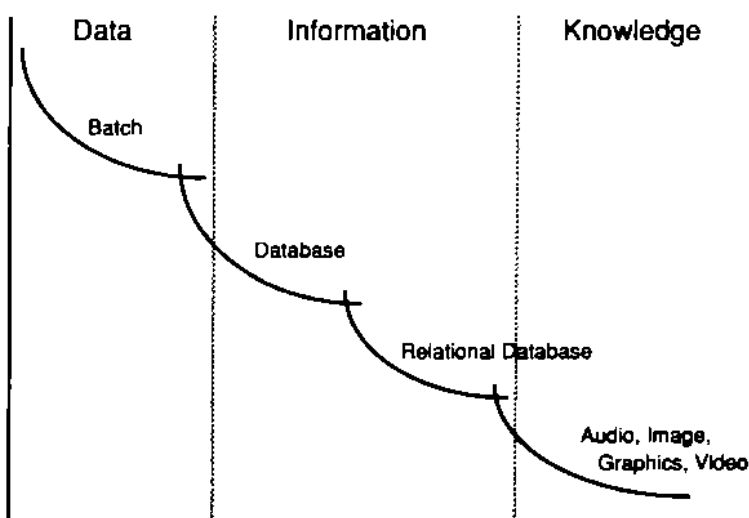 Data
Information
Knowledge
Batch
Database
Relational Database
Audio, Image,
Graphics, Video